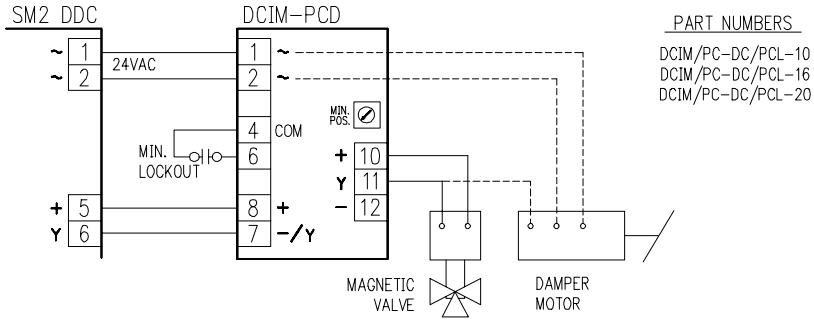 SM2 DDC
DCIM-PCD
PART NUMBERS
DCIM/PC-DC/PCL-10
DCIM/PC-DC/PCL-16
DCIM/PC-DC/PCL-20
~ 1
24VAC
1 ~
~ 2
2 ~
MIN.
POS.
4 COM
MIN.
LOCKOUT
6
+ 10
Y 11
- 12
+ 5
8 +
Y 6
7 -/Y
MAGNETIC
VALVE
DAMPER
MOTOR